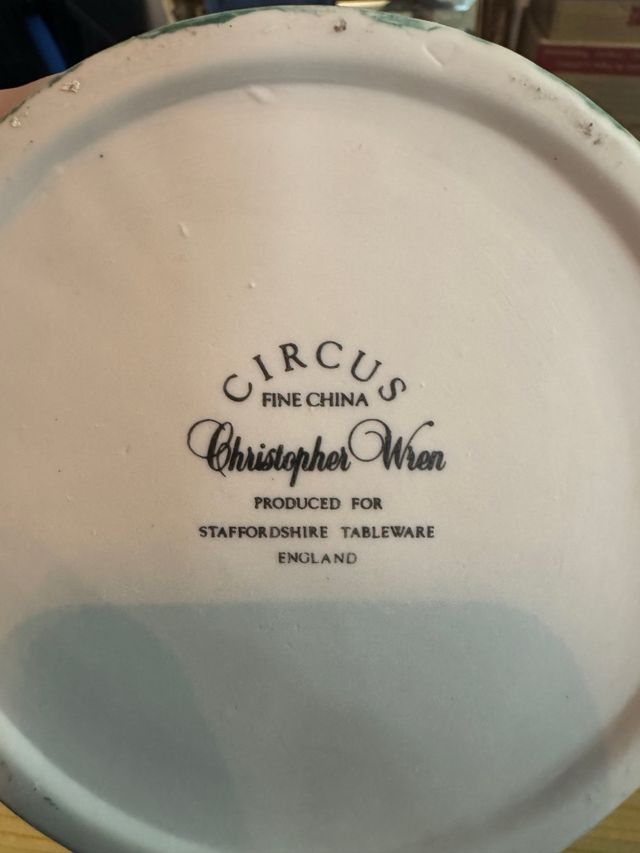 CIRCUS
FINE CHINA
Christopher Wren
PRODUCED FOR
STAFFORDSHIRE TABLEWARE
ENGLAND